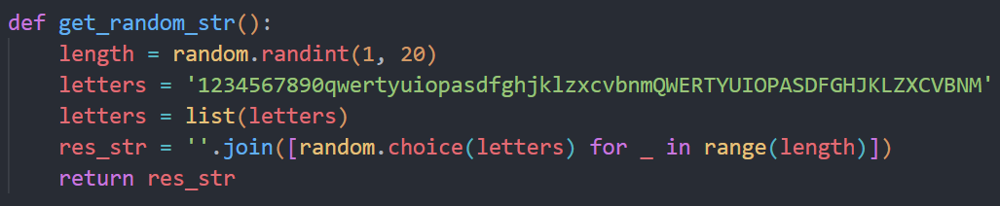 def get_random_str():
    length = random.randint(1, 20)
    letters = '1234567890qwertyuiopasdfghjklzxcvbnmQWERTYUIOPASDFGHJKLZXCVBNM'
    letters = list(letters)
    res_str = ''.join([random.choice(letters) for _ in range(length)])
    return res_str